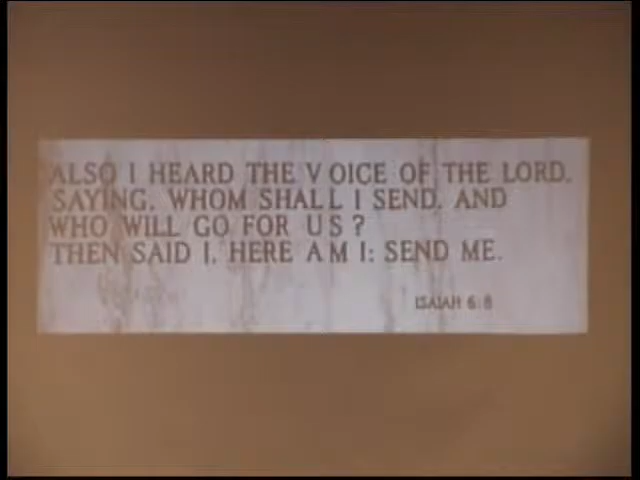 ALSO I HEARD THE VOICE OF THE LORD,
SAYING, WHOM SHALL I SEND, AND
WHO WILL GO FOR US?
THEN SAID I, HERE AM I: SEND ME.
ISAIAH 6:8